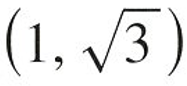 (1, √3)